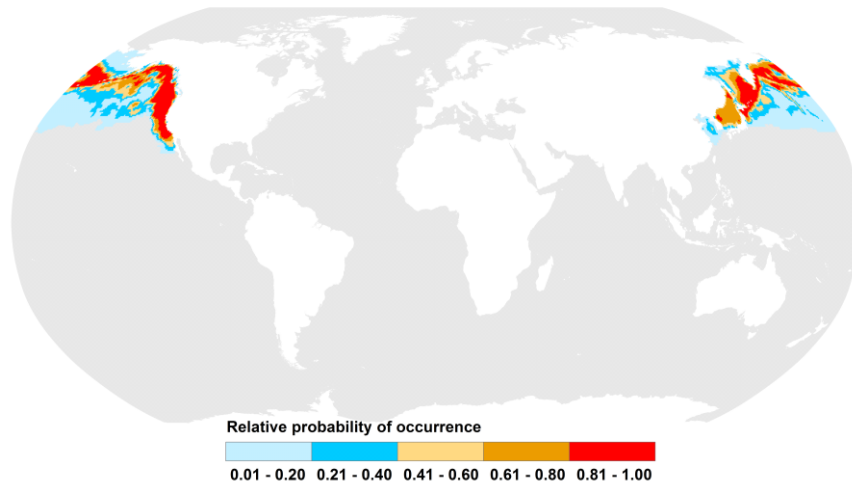 Relative probability of occurrence
0.01 - 0.20 0.21 - 0.40 0.41 - 0.60 0.61 - 0.80 0.81 - 1.00